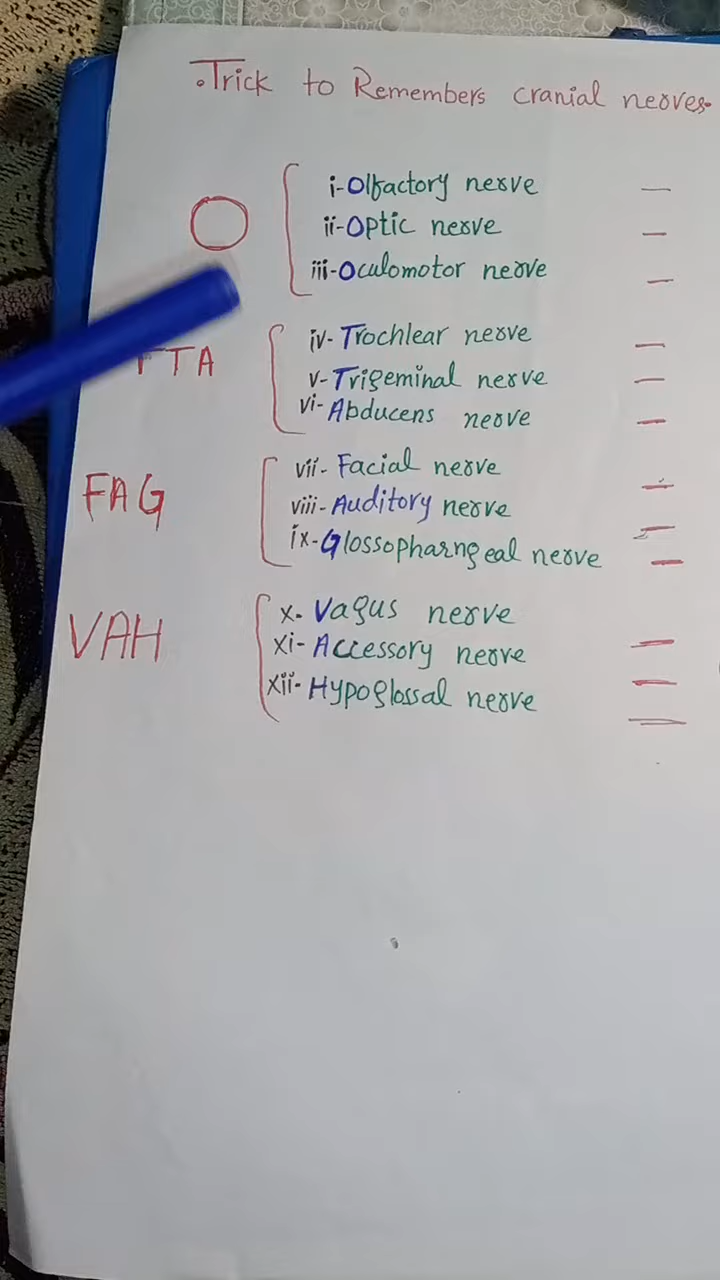 .Trick to Remembers cranial nerves.
O
i-Olfactory nerve
ii-Optic nerve
iii-Oculomotor nerve
TTA
iv-Trochlear nerve
v-Trigeminal nerve
vi-Abducens nerve
FAG
vii-Facial nerve
viii-Auditory nerve
ix-Glossopharngeal nerve
VAH
x-Vagus nerve
xi-Accessory nerve
xii-Hypoglossal nerve